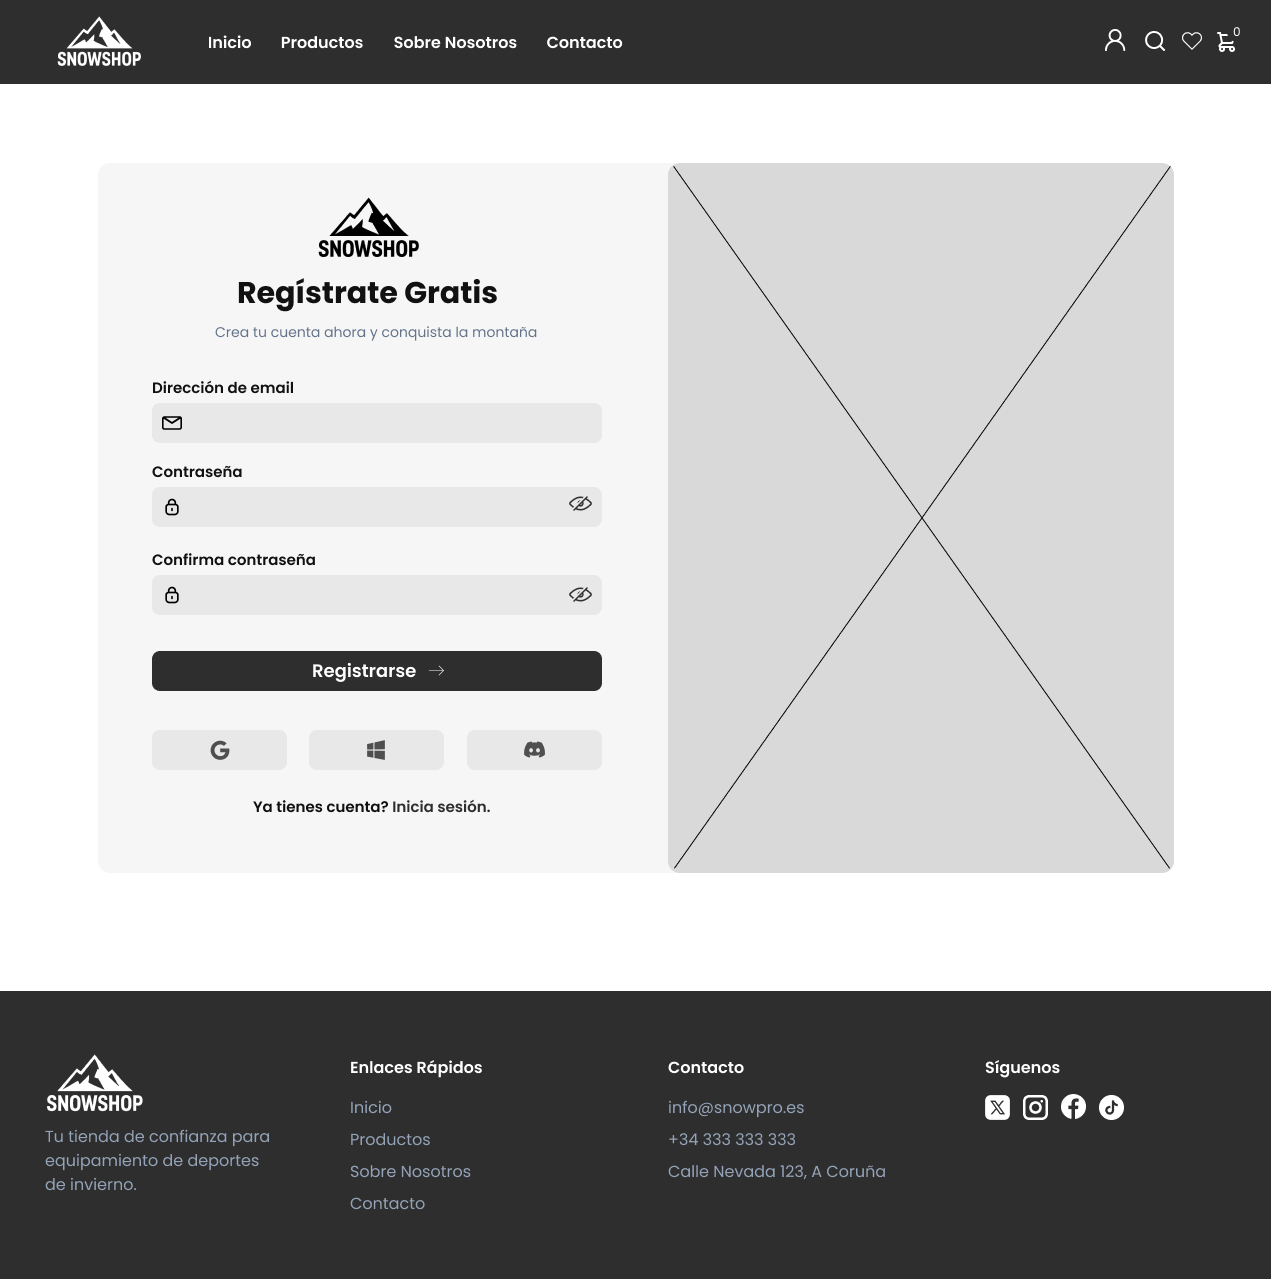 SNOWSHOP
Inicio
Productos
Sobre Nosotros
Contacto
0
SNOWSHOP
Regístrate Gratis
Crea tu cuenta ahora y conquista la montaña
Dirección de email
Contraseña
Confirma contraseña
Registrarse →
Ya tienes cuenta? Inicia sesión.
SNOWSHOP
Tu tienda de confianza para
equipamiento de deportes
de invierno.
Enlaces Rápidos
Inicio
Productos
Sobre Nosotros
Contacto
Contacto
info@snowpro.es
+34 333 333 333
Calle Nevada 123, A Coruña
Síguenos